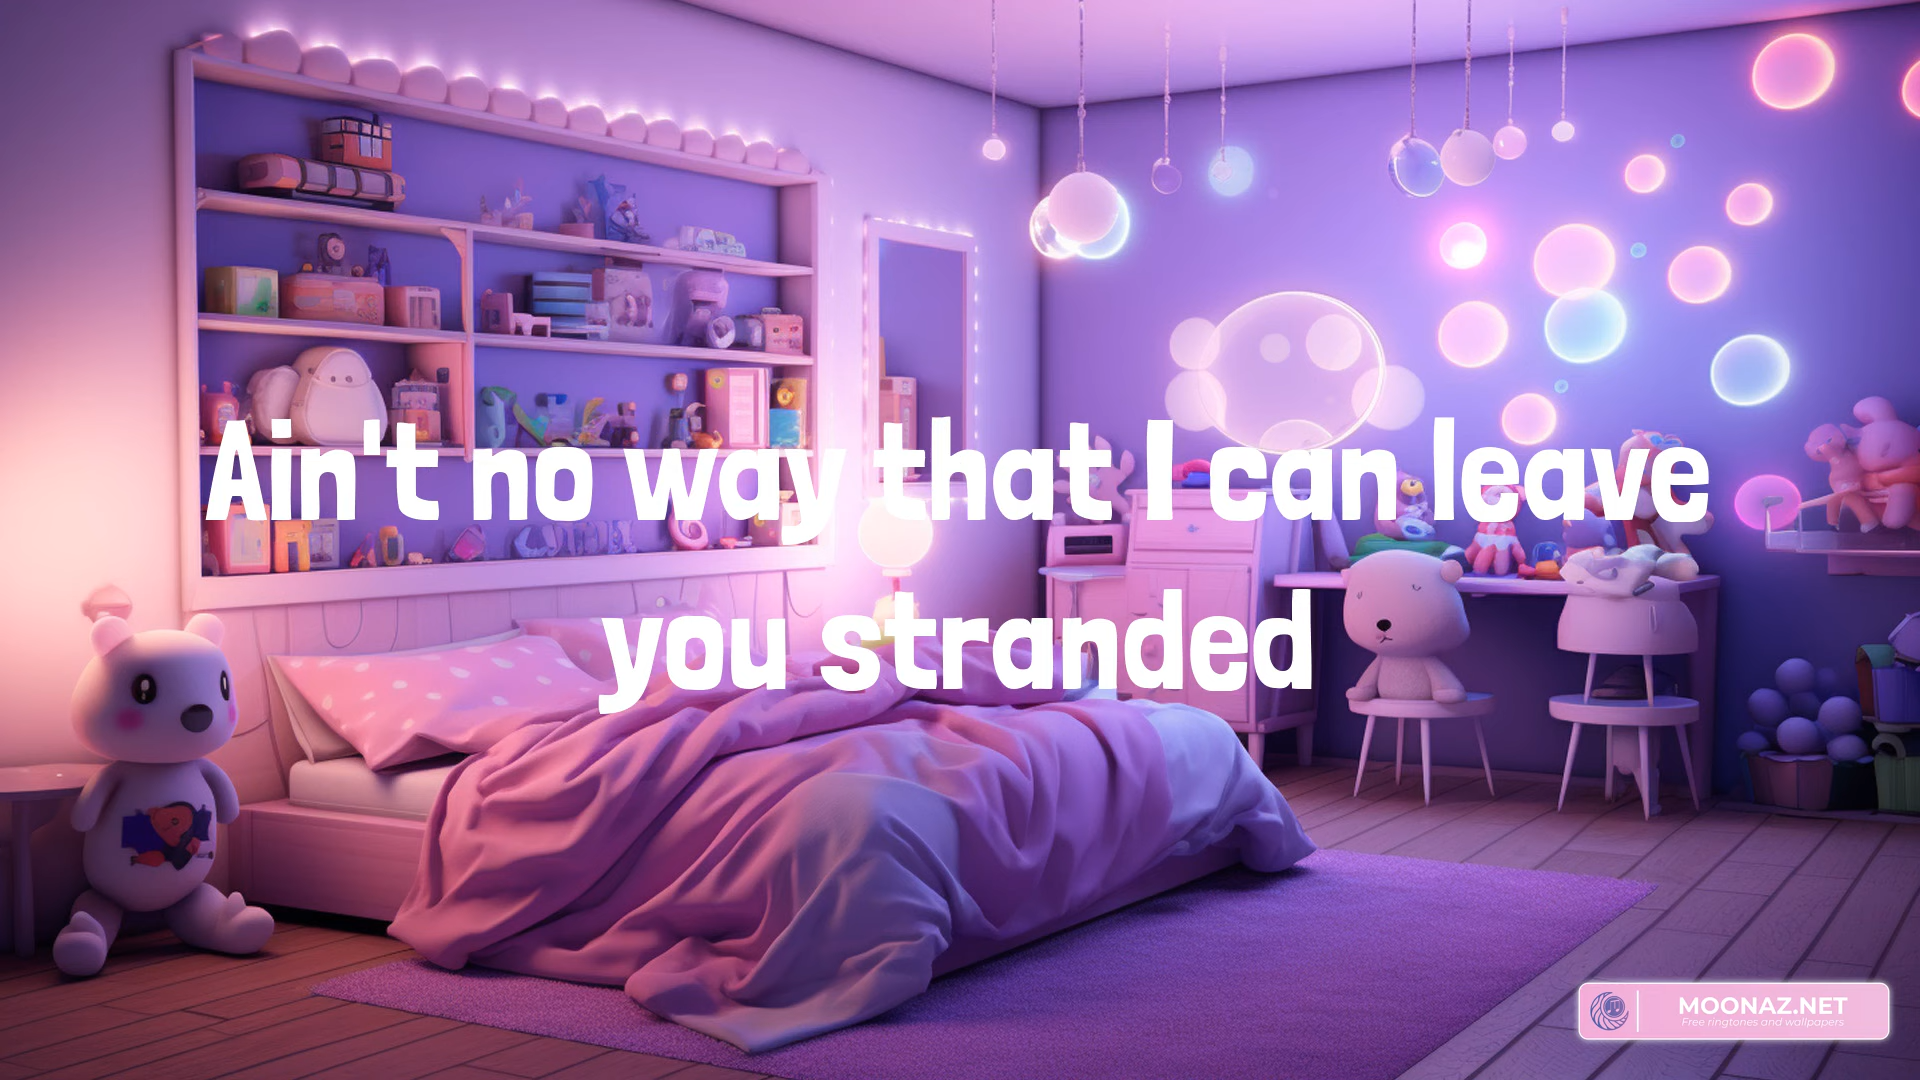 Ain't no way that I can leave
you stranded
MOONAZ.NET
Free ringtones and wallpapers